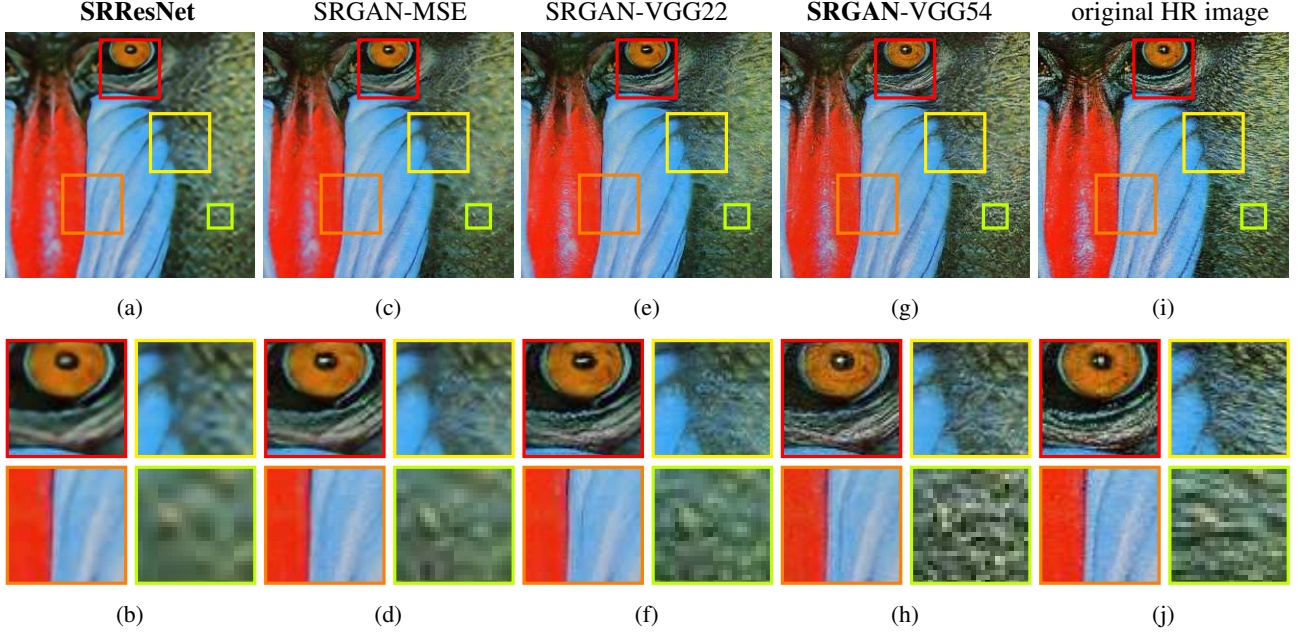 SRResNet SRGAN-MSE SRGAN-VGG22 SRGAN-VGG54 original HR image
(a) (c) (e) (g) (i)
(b) (d) (f) (h) (j)